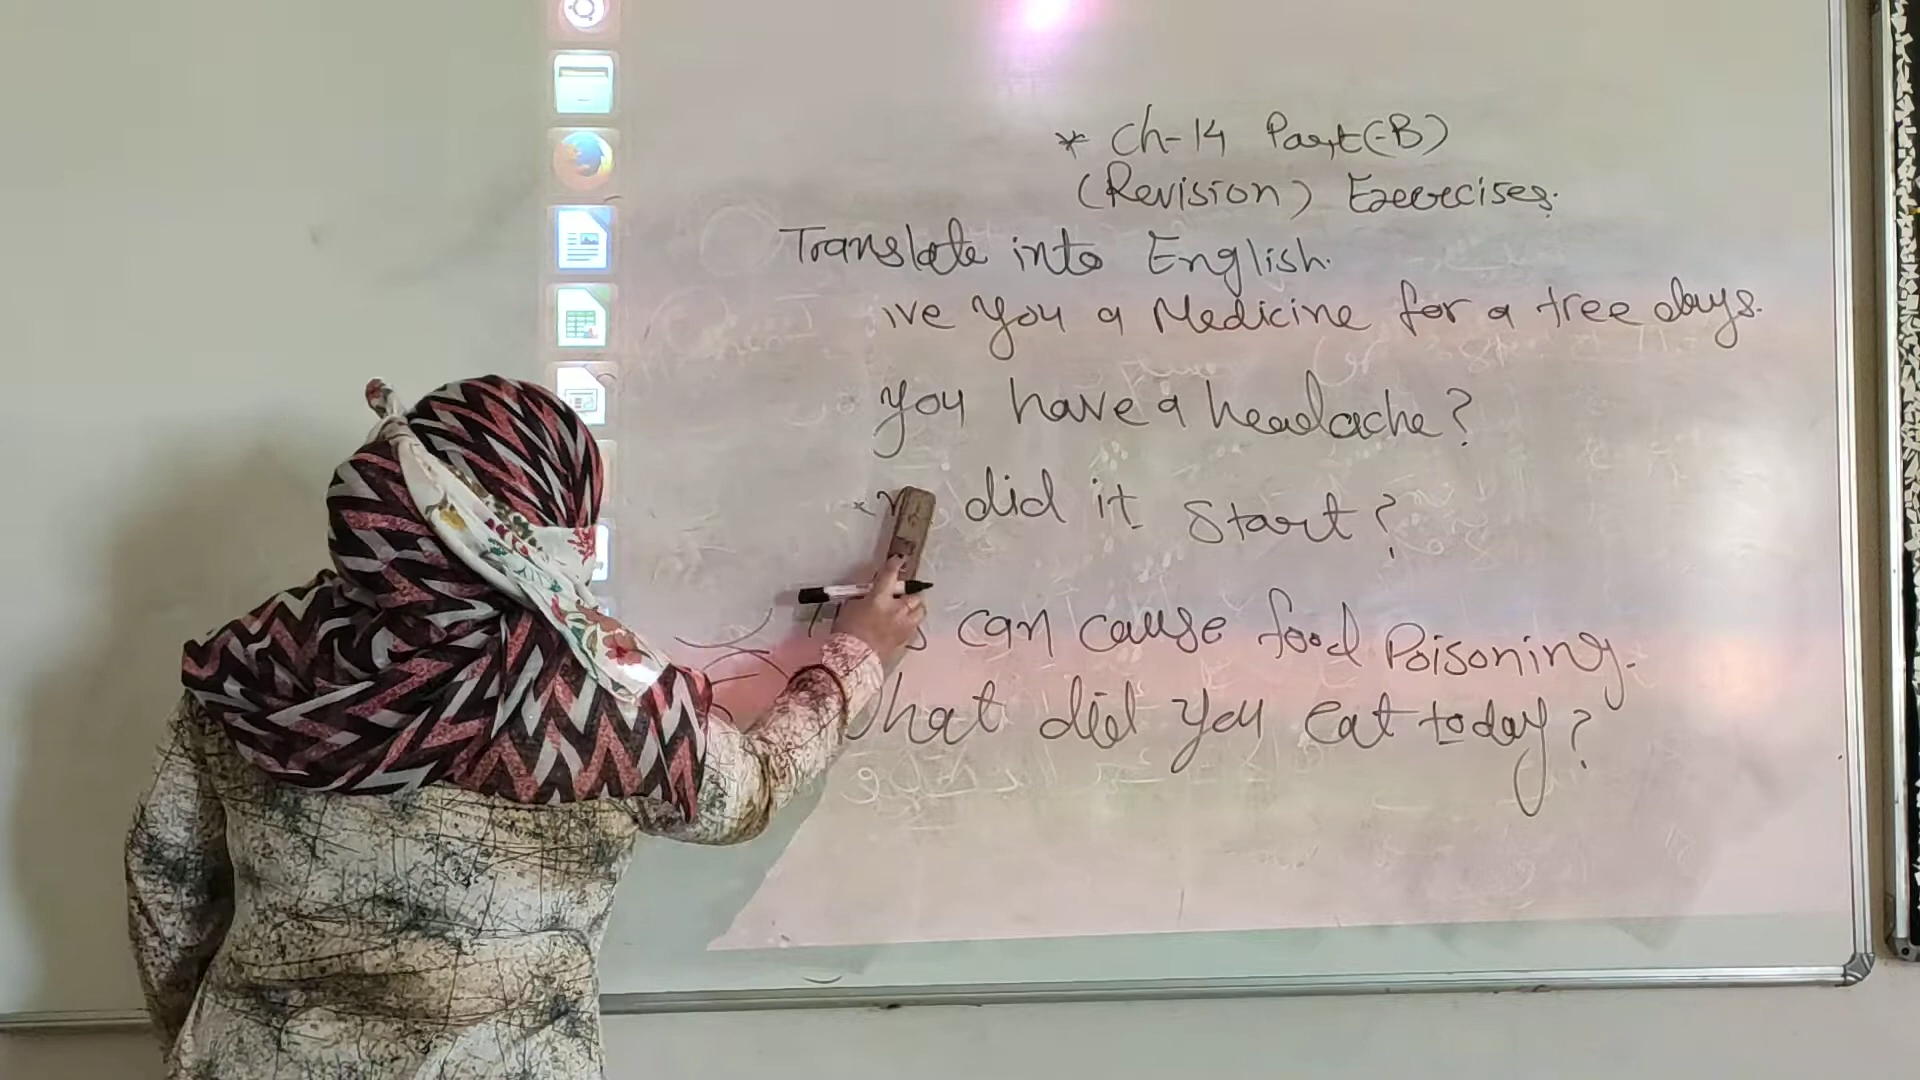 * Ch-14 Part(-B)
(Revision) Exercises.
Translate into English.
ive you a Medicine for a tree days.
you have a headache?
did it start?
can cause food Poisoning.
What did you eat today?